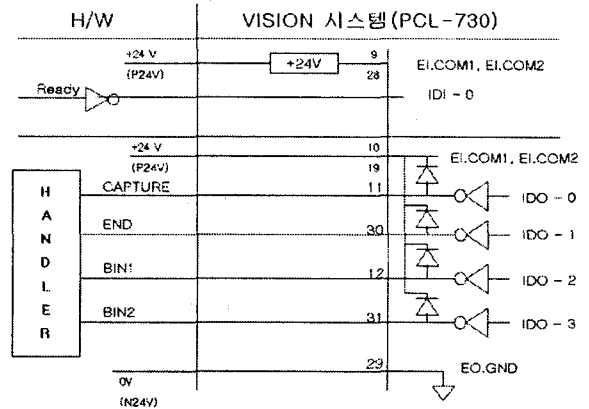 H/W VISION 시스템(PCL-730)
+24 V +24V 9 EI.COM1, EI.COM2
(P24V) 28
Ready IDI - 0
+24 V 10 EI.COM1, EI.COM2
(P24V) 19
HANDLER
CAPTURE 11 IDO - 0
END 30 IDO - 1
BIN1 12 IDO - 2
BIN2 31 IDO - 3
29 EO.GND
0V
(N24V)